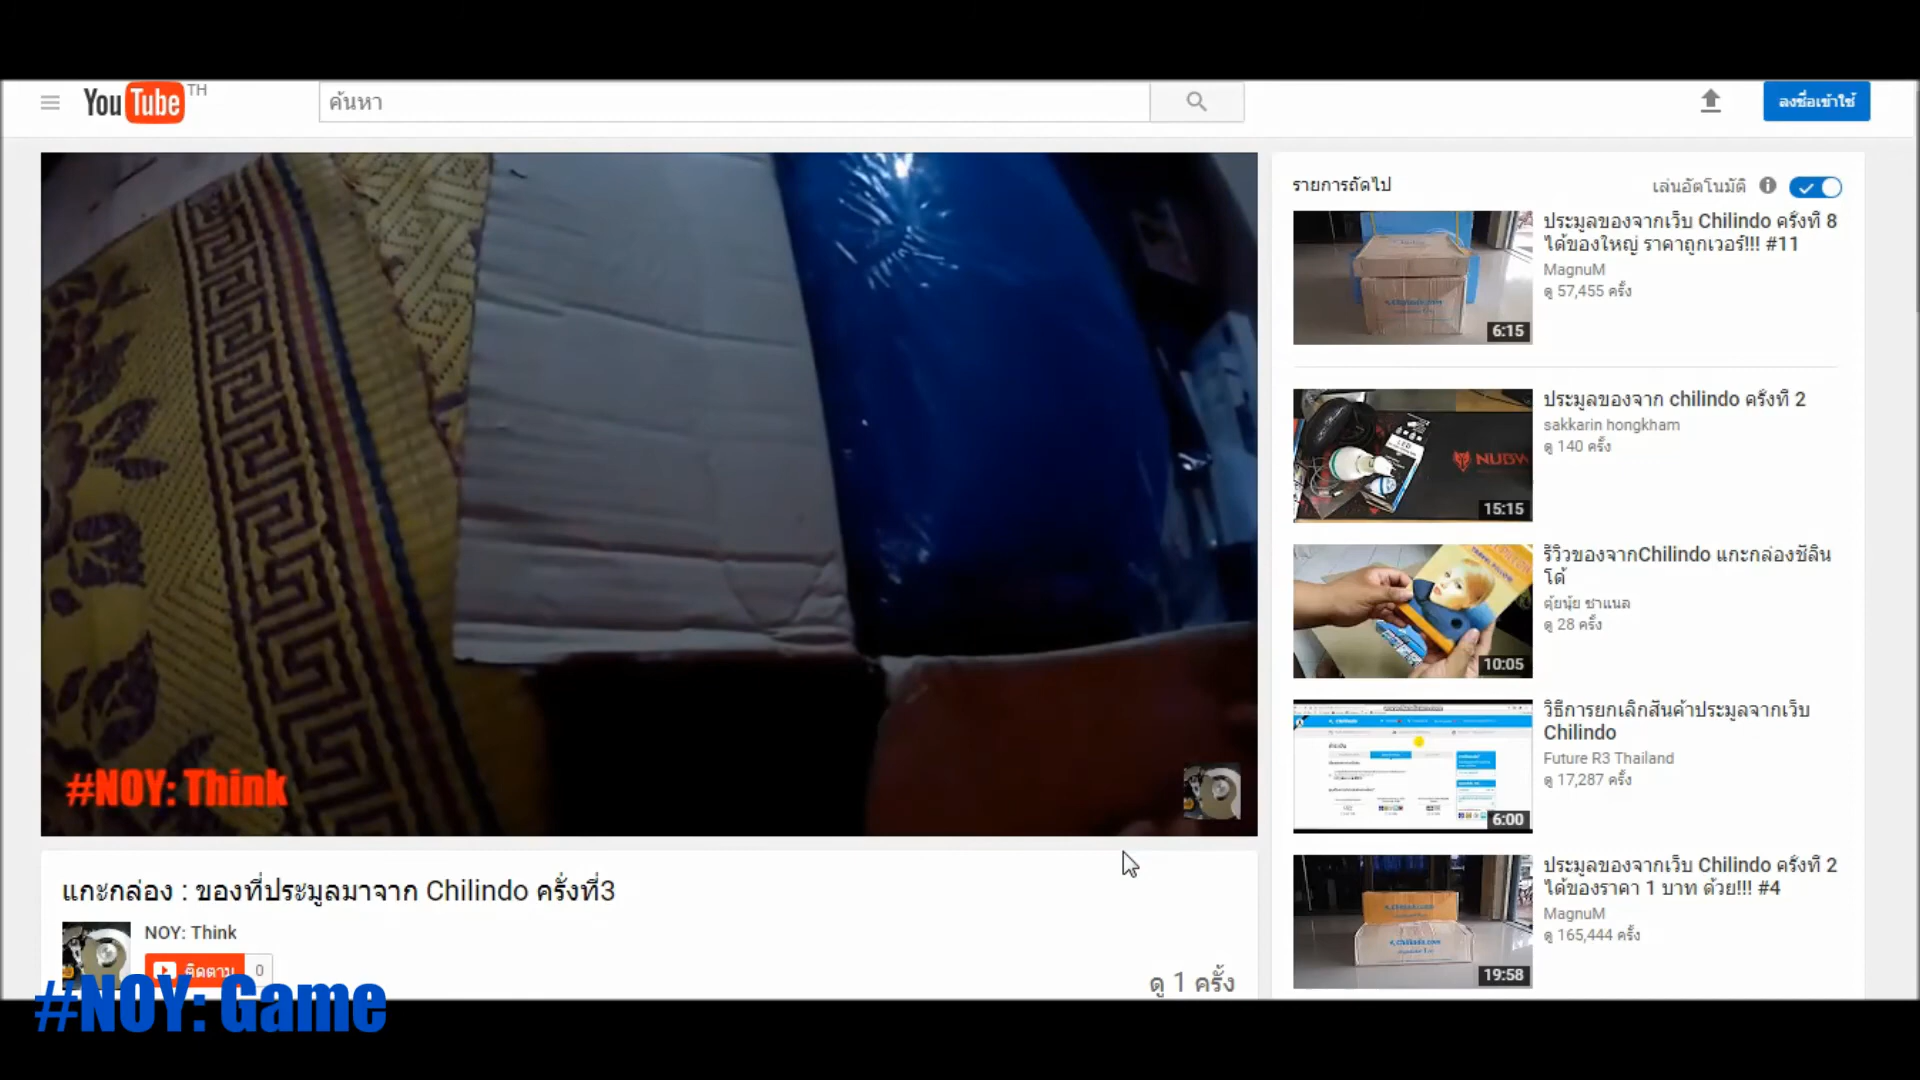 YouTube TH
ค้นหา
ลงชื่อเข้าใช้
#NOY: Think
แกะกล่อง : ของที่ประมูลมาจาก Chilindo ครั้งที่3
NOY: Think
ติดตาม 0
ดู 1 ครั้ง
#NOY: Game
รายการถัดไป
เล่นอัตโนมัติ
ประมูลของจากเว็บ Chilindo ครั้งที่ 8
ได้ของใหญ่ ราคาถูกเวอร์!!! #11
MagnuM
ดู 57,455 ครั้ง
6:15
ประมูลของจาก chilindo ครั้งที่ 2
sakkarin hongkham
ดู 140 ครั้ง
15:15
รีวิวของจากChilindo แกะกล่องชิลิน
โด้
คุ้ยนุ้ย ชาแนล
ดู 28 ครั้ง
10:05
วิธีการยกเลิกสินค้าประมูลจากเว็บ
Chilindo
Future R3 Thailand
ดู 17,287 ครั้ง
6:00
ประมูลของจากเว็บ Chilindo ครั้งที่ 2
ได้ของราคา 1 บาท ด้วย!!! #4
MagnuM
ดู 165,444 ครั้ง
19:58